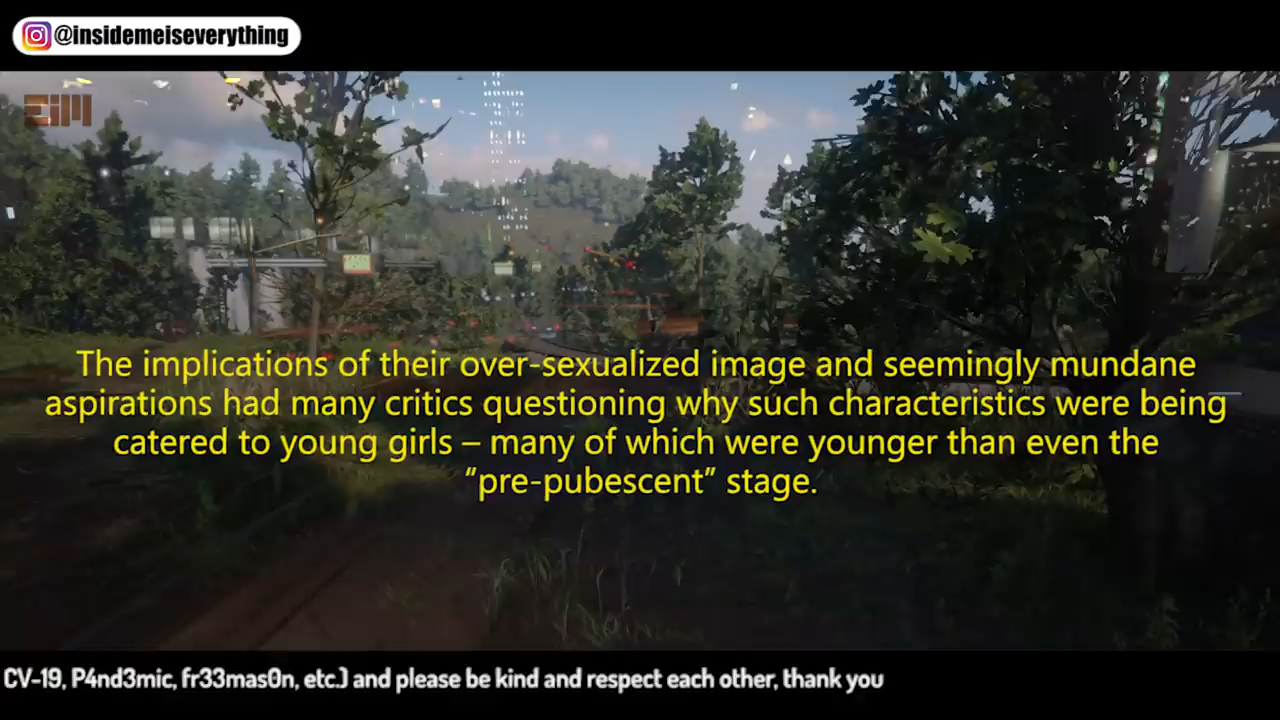 @insidemeiseverything
EiM
The implications of their over-sexualized image and seemingly mundane
aspirations had many critics questioning why such characteristics were being
catered to young girls – many of which were younger than even the
“pre-pubescent” stage.
CV-19, P4nd3mic, fr33mas0n, etc.) and please be kind and respect each other, thank you